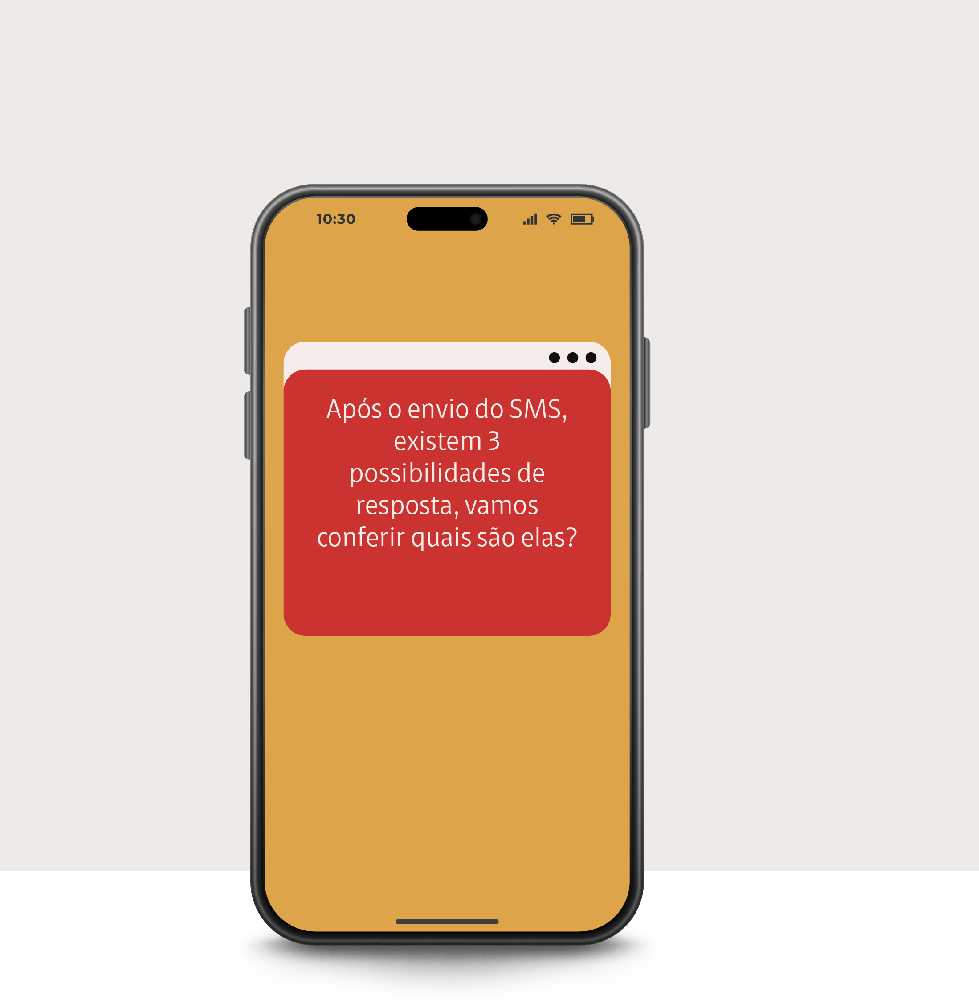 10:30
Após o envio do SMS,
existem 3
possibilidades de
resposta, vamos
conferir quais são elas?